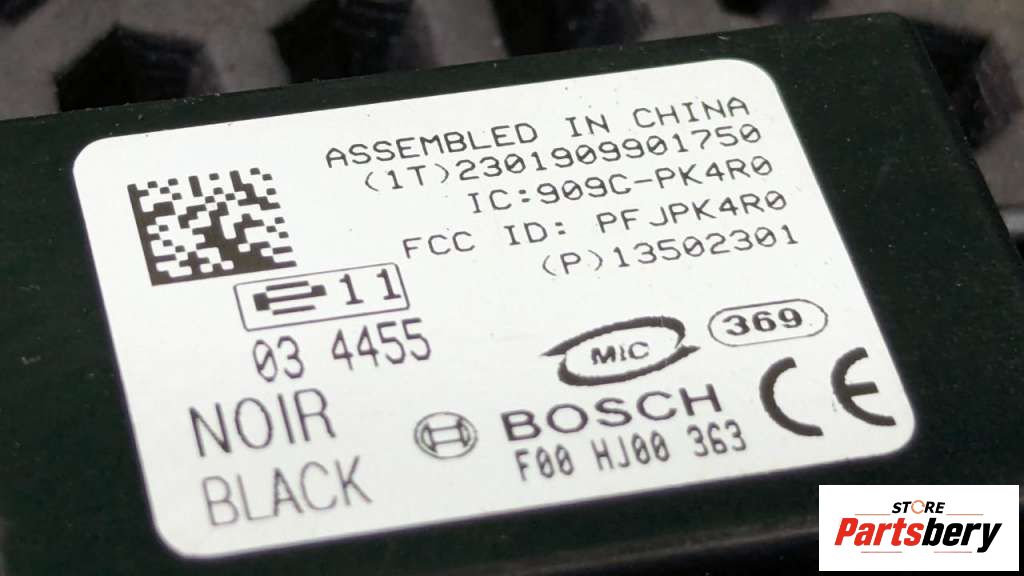 ASSEMBLED IN CHINA
(1T)2301909901750
IC:909C-PK4R0
FCC ID: PFJPK4R0
(P)13502301
11
03 4455
MIC
369
NOIR
BLACK
BOSCH
F00 HJ00 363
CE
STORE
Partsbery